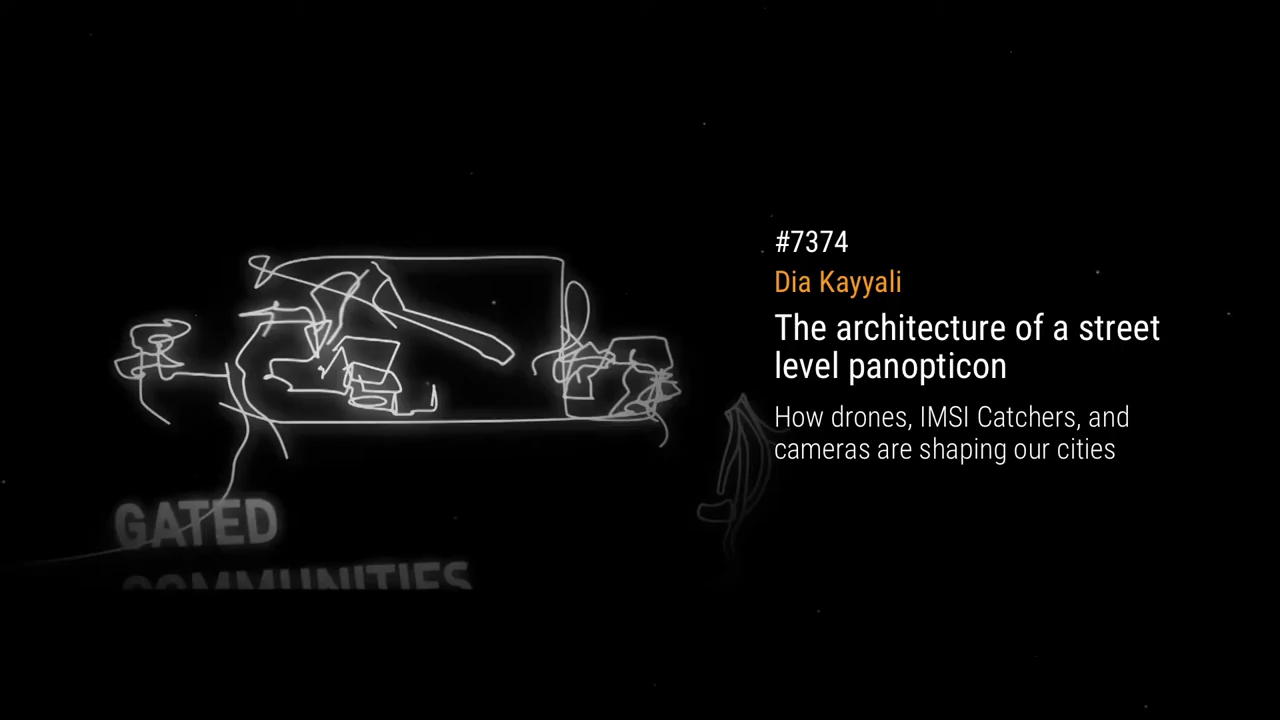 #7374
Dia Kayyali
The architecture of a street
level panopticon
How drones, IMSI Catchers, and
cameras are shaping our cities
GATED
COMMUNITIES